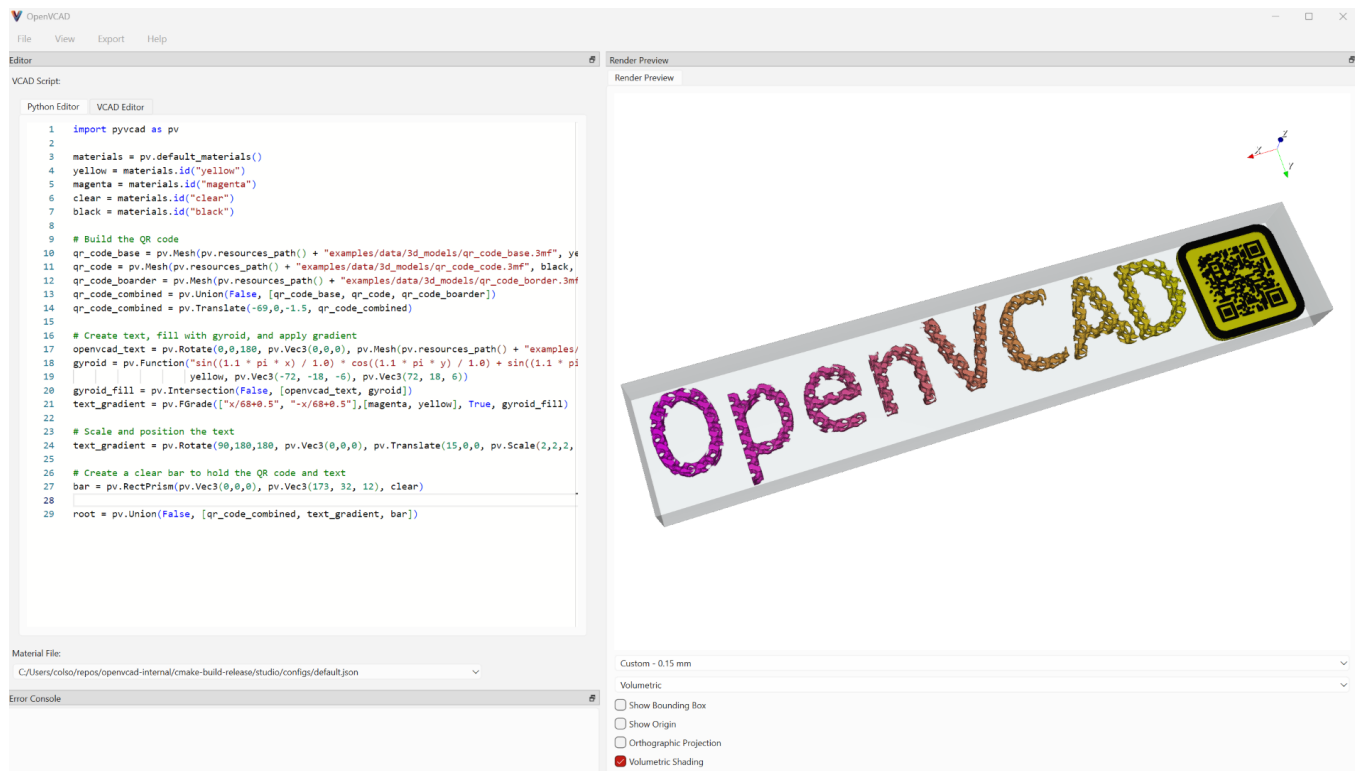 OpenVCAD
File View Export Help
Editor
VCAD Script:
Python Editor VCAD Editor
1 import pyvcad as pv
2
3 materials = pv.default_materials()
4 yellow = materials.id("yellow")
5 magenta = materials.id("magenta")
6 clear = materials.id("clear")
7 black = materials.id("black")
8
9 # Build the QR code
10 qr_code_base = pv.Mesh(pv.resources_path() + "examples/data/3d_models/qr_code_base.3mf", ye
11 qr_code = pv.Mesh(pv.resources_path() + "examples/data/3d_models/qr_code_code.3mf", black,
12 qr_code_boarder = pv.Mesh(pv.resources_path() + "examples/data/3d_models/qr_code_border.3mf
13 qr_code_combined = pv.Union(False, [qr_code_base, qr_code, qr_code_boarder])
14 qr_code_combined = pv.Translate(-69,0,-1.5, qr_code_combined)
15
16 # Create text, fill with gyroid, and apply gradient
17 openvcad_text = pv.Rotate(0,0,180, pv.Vec3(0,0,0), pv.Mesh(pv.resources_path() + "examples/
18 gyroid = pv.Function("sin((1.1 * pi * x) / 1.0) * cos((1.1 * pi * y) / 1.0) + sin((1.1 * pi
19 yellow, pv.Vec3(-72, -18, -6), pv.Vec3(72, 18, 6))
20 gyroid_fill = pv.Intersection(False, [openvcad_text, gyroid])
21 text_gradient = pv.FGrade(["x/68+0.5", "-x/68+0.5"],[magenta, yellow], True, gyroid_fill)
22
23 # Scale and position the text
24 text_gradient = pv.Rotate(90,180,180, pv.Vec3(0,0,0), pv.Translate(15,0,0, pv.Scale(2,2,2,
25
26 # Create a clear bar to hold the QR code and text
27 bar = pv.RectPrism(pv.Vec3(0,0,0), pv.Vec3(173, 32, 12), clear)
28
29 root = pv.Union(False, [qr_code_combined, text_gradient, bar])
Material File:
C:/Users/colso/repos/openvcad-internal/cmake-build-release/studio/configs/default.json
Error Console
Render Preview
Render Preview
Z
X
Y
OpenVCAD
Custom - 0.15 mm
Volumetric
Show Bounding Box
Show Origin
Orthographic Projection
Volumetric Shading